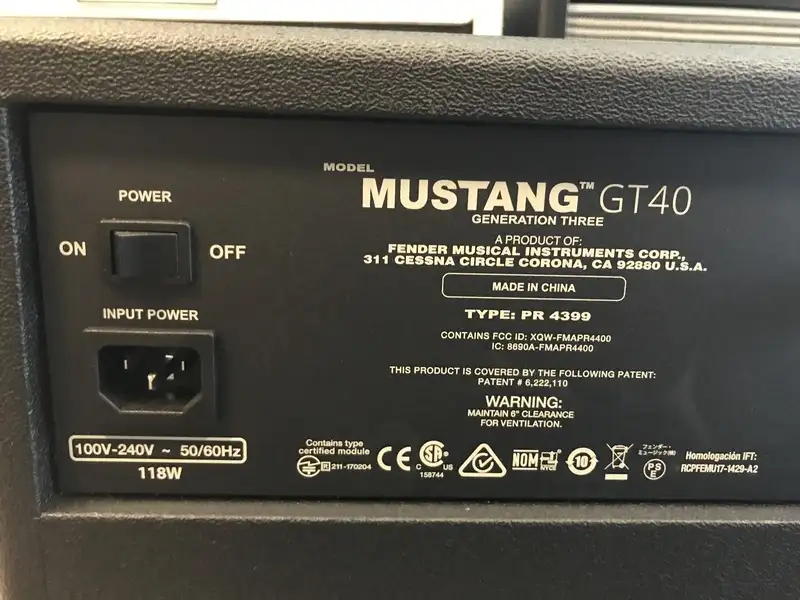 POWER
ON
OFF
INPUT POWER
100V-240V ~ 50/60Hz
118W
MODEL
MUSTANG™ GT40
GENERATION THREE
A PRODUCT OF:
FENDER MUSICAL INSTRUMENTS CORP.,
311 CESSNA CIRCLE CORONA, CA 92880 U.S.A.
MADE IN CHINA
TYPE: PR 4399
CONTAINS FCC ID: XQW-FMAPR4400
IC: 8690A-FMAPR4400
THIS PRODUCT IS COVERED BY THE FOLLOWING PATENT:
PATENT # 6,222,110
WARNING:
MAINTAIN 6" CLEARANCE
FOR VENTILATION.
Contains type
certified module
R 211-170204
CE
C SA US
158744
NOM
NYCE
10
フェンダー・
ミュージック(株)
PS
E
Homologación IFT:
RCPFEMU17-1429-A2